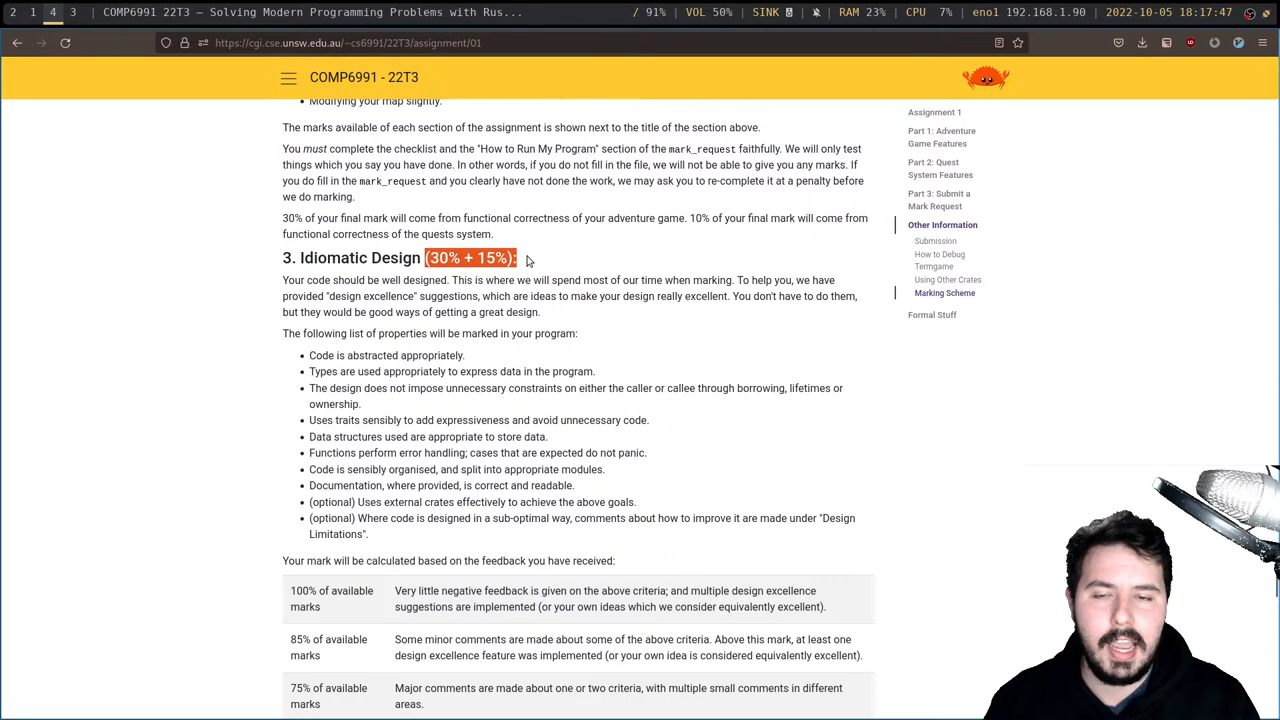 2 1 4 3 COMP6991 22T3 — Solving Modern Programming Problems with Rus... / 91% VOL 50% SINK RAM 23% CPU 7% eno1 192.168.1.90 2022-10-05 18:17:47
https://cgi.cse.unsw.edu.au/~cs6991/22T3/assignment/01
COMP6991 - 22T3
Modifying your map slightly.
The marks available of each section of the assignment is shown next to the title of the section above.
You must complete the checklist and the "How to Run My Program" section of the mark_request faithfully. We will only test
things which you say you have done. In other words, if you do not fill in the file, we will not be able to give you any marks. If
you do fill in the mark_request and you clearly have not done the work, we may ask you to re-complete it at a penalty before
we do marking.
30% of your final mark will come from functional correctness of your adventure game. 10% of your final mark will come from
functional correctness of the quests system.
3. Idiomatic Design (30% + 15%):
Your code should be well designed. This is where we will spend most of our time when marking. To help you, we have
provided "design excellence" suggestions, which are ideas to make your design really excellent. You don't have to do them,
but they would be good ways of getting a great design.
The following list of properties will be marked in your program:
Code is abstracted appropriately.
Types are used appropriately to express data in the program.
The design does not impose unnecessary constraints on either the caller or callee through borrowing, lifetimes or
ownership.
Uses traits sensibly to add expressiveness and avoid unnecessary code.
Data structures used are appropriate to store data.
Functions perform error handling; cases that are expected do not panic.
Code is sensibly organised, and split into appropriate modules.
Documentation, where provided, is correct and readable.
(optional) Uses external crates effectively to achieve the above goals.
(optional) Where code is designed in a sub-optimal way, comments about how to improve it are made under "Design
Limitations".
Your mark will be calculated based on the feedback you have received:
100% of available Very little negative feedback is given on the above criteria; and multiple design excellence
marks suggestions are implemented (or your own ideas which we consider equivalently excellent).
85% of available Some minor comments are made about some of the above criteria. Above this mark, at least one
marks design excellence feature was implemented (or your own idea is considered equivalently excellent).
75% of available Major comments are made about one or two criteria, with multiple small comments in different
marks areas.
Assignment 1
Part 1: Adventure
Game Features
Part 2: Quest
System Features
Part 3: Submit a
Mark Request
Other Information
Submission
How to Debug
Termgame
Using Other Crates
Marking Scheme
Formal Stuff